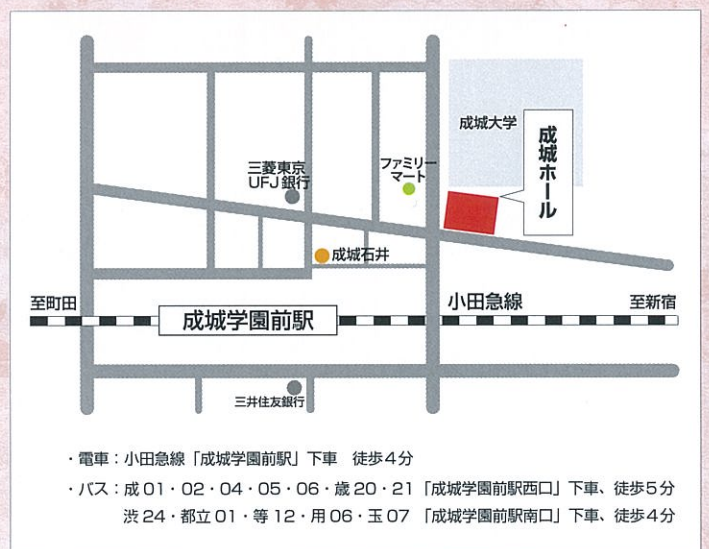 成城大学
成城ホール
三菱東京
UFJ銀行
ファミリー
マート
成城石井
至町田
成城学園前駅
小田急線
至新宿
三井住友銀行
・電車：小田急線「成城学園前駅」下車　徒歩4分
・バス：成01・02・04・05・06・歳20・21「成城学園前駅西口」下車、徒歩5分
渋24・都立01・等12・用06・玉07　「成城学園前駅南口」下車、徒歩4分